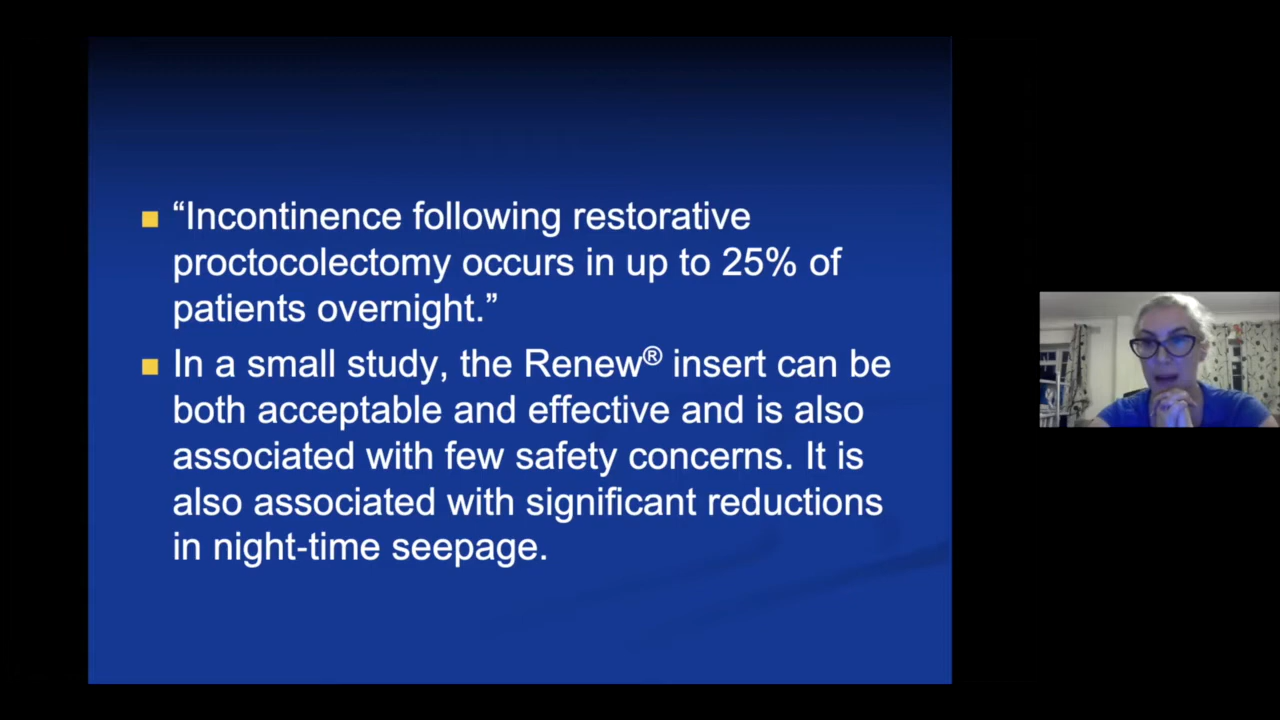 “Incontinence following restorative
proctocolectomy occurs in up to 25% of
patients overnight.”
In a small study, the Renew® insert can be
both acceptable and effective and is also
associated with few safety concerns. It is
also associated with significant reductions
in night-time seepage.